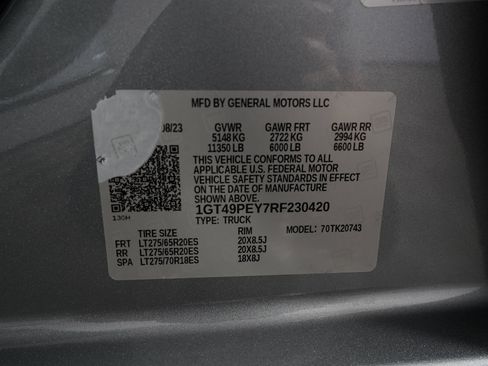 MFD BY GENERAL MOTORS LLC
08/23 GVWR GAWR FRT GAWR RR
5148 KG 2722 KG 2994 KG
11350 LB 6000 LB 6600 LB
THIS VEHICLE CONFORMS TO ALL
APPLICABLE U.S. FEDERAL MOTOR
VEHICLE SAFETY STANDARDS IN EFFECT
ON THE DATE OF MANUFACTURE
SHOWN ABOVE.
1GT49PEY7RF230420
TYPE: TRUCK MODEL: 70TK20743
TIRE SIZE RIM
FRT LT275/65R20ES 20X8.5J
RR LT275/65R20ES 20X8.5J
SPA LT275/70R18ES 18X8J